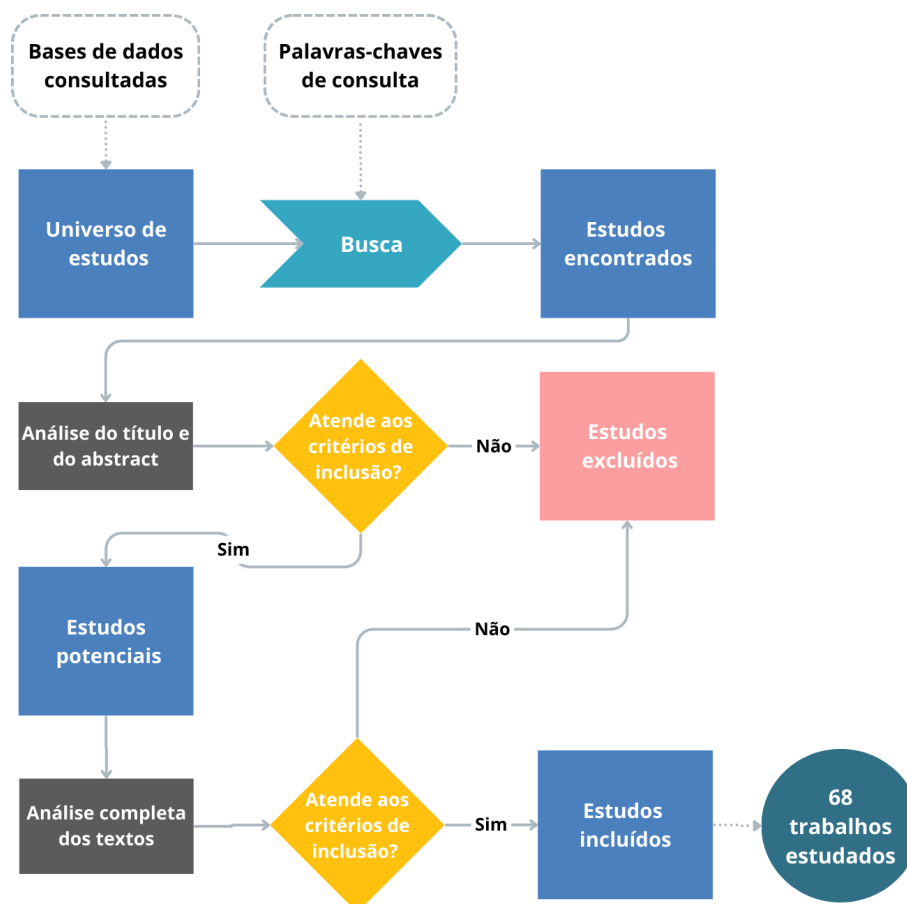 Bases de dados
consultadas
Palavras-chaves
de consulta
Universo de
estudos
Busca
Estudos
encontrados
Análise do título e
do abstract
Atende aos
critérios de
inclusão?
Não
Estudos
excluídos
Sim
Estudos
potenciais
Não
Análise completa
dos textos
Atende aos
critérios de
inclusão?
Sim
Estudos
incluídos
68
trabalhos
estudados